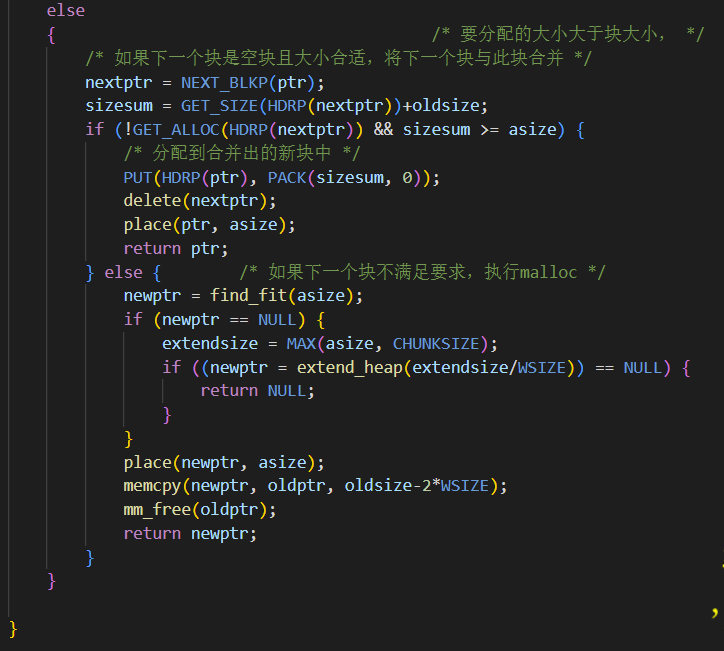 else
{ /* 要分配的大小大于块大小， */
/* 如果下一个块是空块且大小合适，将下一个块与此块合并 */
nextptr = NEXT_BLKP(ptr);
sizesum = GET_SIZE(HDRP(nextptr))+oldsize;
if (!GET_ALLOC(HDRP(nextptr)) && sizesum >= asize) {
/* 分配到合并出的新块中 */
PUT(HDRP(ptr), PACK(sizesum, 0));
delete(nextptr);
place(ptr, asize);
return ptr;
} else { /* 如果下一个块不满足要求，执行malloc */
newptr = find_fit(asize);
if (newptr == NULL) {
extendsize = MAX(asize, CHUNKSIZE);
if ((newptr = extend_heap(extendsize/WSIZE)) == NULL) {
return NULL;
}
}
place(newptr, asize);
memcpy(newptr, oldptr, oldsize-2*WSIZE);
mm_free(oldptr);
return newptr;
}
}
,
}